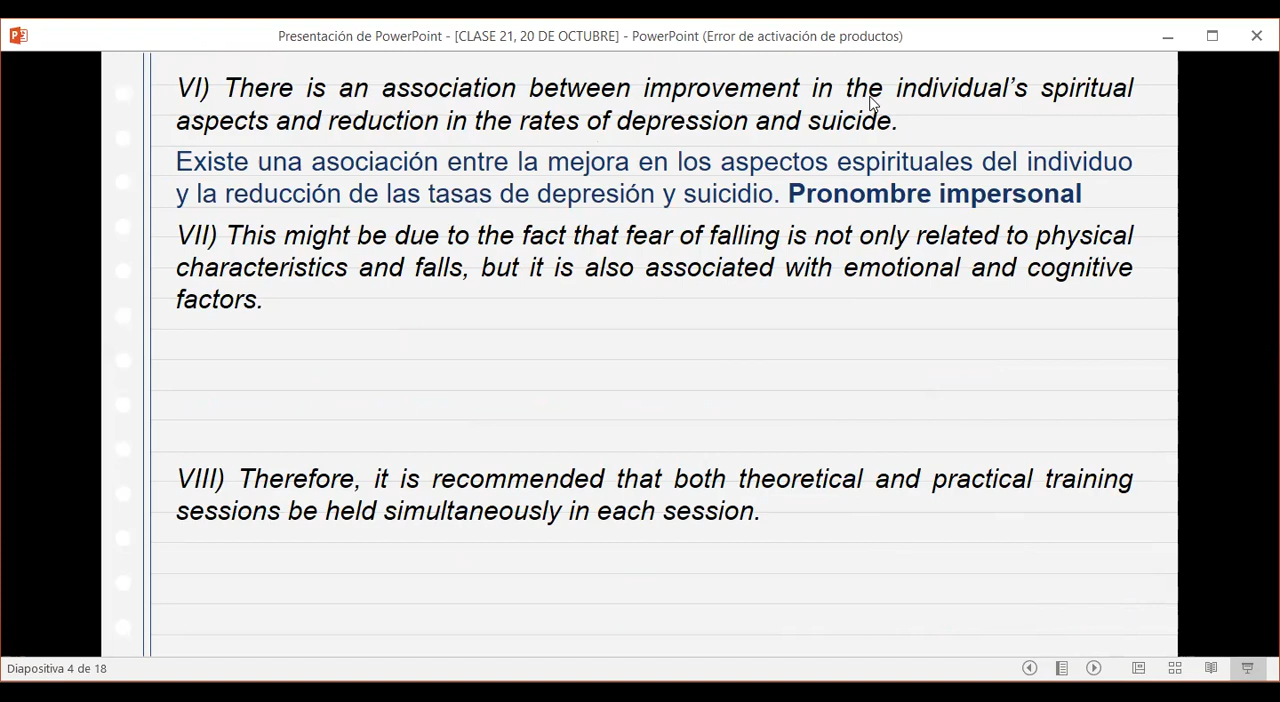 Presentación de PowerPoint - [CLASE 21, 20 DE OCTUBRE] - PowerPoint (Error de activación de productos)
VI) There is an association between improvement in the individual’s spiritual
aspects and reduction in the rates of depression and suicide.
Existe una asociación entre la mejora en los aspectos espirituales del individuo
y la reducción de las tasas de depresión y suicidio. Pronombre impersonal
VII) This might be due to the fact that fear of falling is not only related to physical
characteristics and falls, but it is also associated with emotional and cognitive
factors.
VIII) Therefore, it is recommended that both theoretical and practical training
sessions be held simultaneously in each session.
Diapositiva 4 de 18